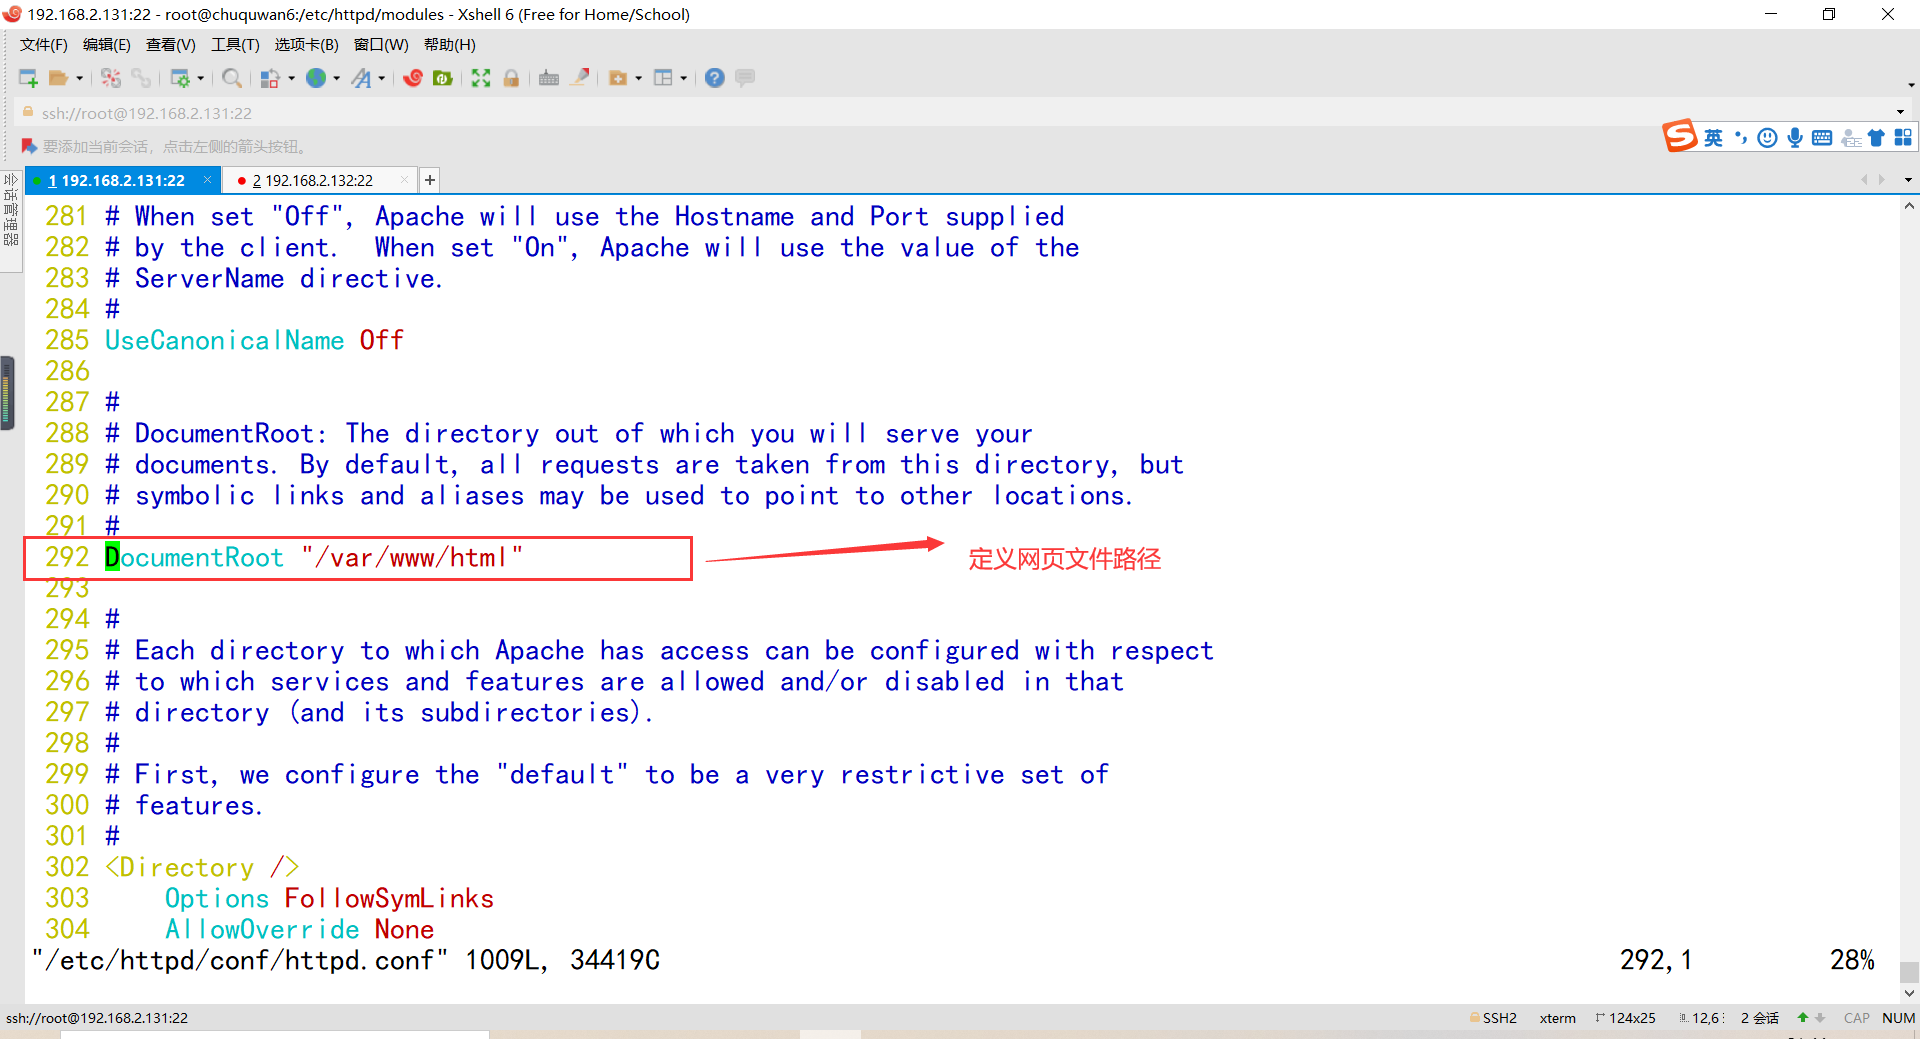 192.168.2.131:22 - root@chuquwan6:/etc/httpd/modules - Xshell 6 (Free for Home/School)
文件(F) 编辑(E) 查看(V) 工具(T) 选项卡(B) 窗口(W) 帮助(H)
ssh://root@192.168.2.131:22
要添加当前会话，点击左侧的箭头按钮。
英
会话管理器
1 192.168.2.131:22 × 2 192.168.2.132:22 × +
281 # When set "Off", Apache will use the Hostname and Port supplied
282 # by the client.  When set "On", Apache will use the value of the
283 # ServerName directive.
284 #
285 UseCanonicalName Off
286
287 #
288 # DocumentRoot: The directory out of which you will serve your
289 # documents. By default, all requests are taken from this directory, but
290 # symbolic links and aliases may be used to point to other locations.
291 #
292 DocumentRoot "/var/www/html"
定义网页文件路径
293
294 #
295 # Each directory to which Apache has access can be configured with respect
296 # to which services and features are allowed and/or disabled in that
297 # directory (and its subdirectories).
298 #
299 # First, we configure the "default" to be a very restrictive set of
300 # features.
301 #
302 <Directory />
303     Options FollowSymLinks
304     AllowOverride None
"/etc/httpd/conf/httpd.conf" 1009L, 34419C 292,1 28%
ssh://root@192.168.2.131:22 SSH2 xterm 124x25 12,6 2 会话 CAP NUM